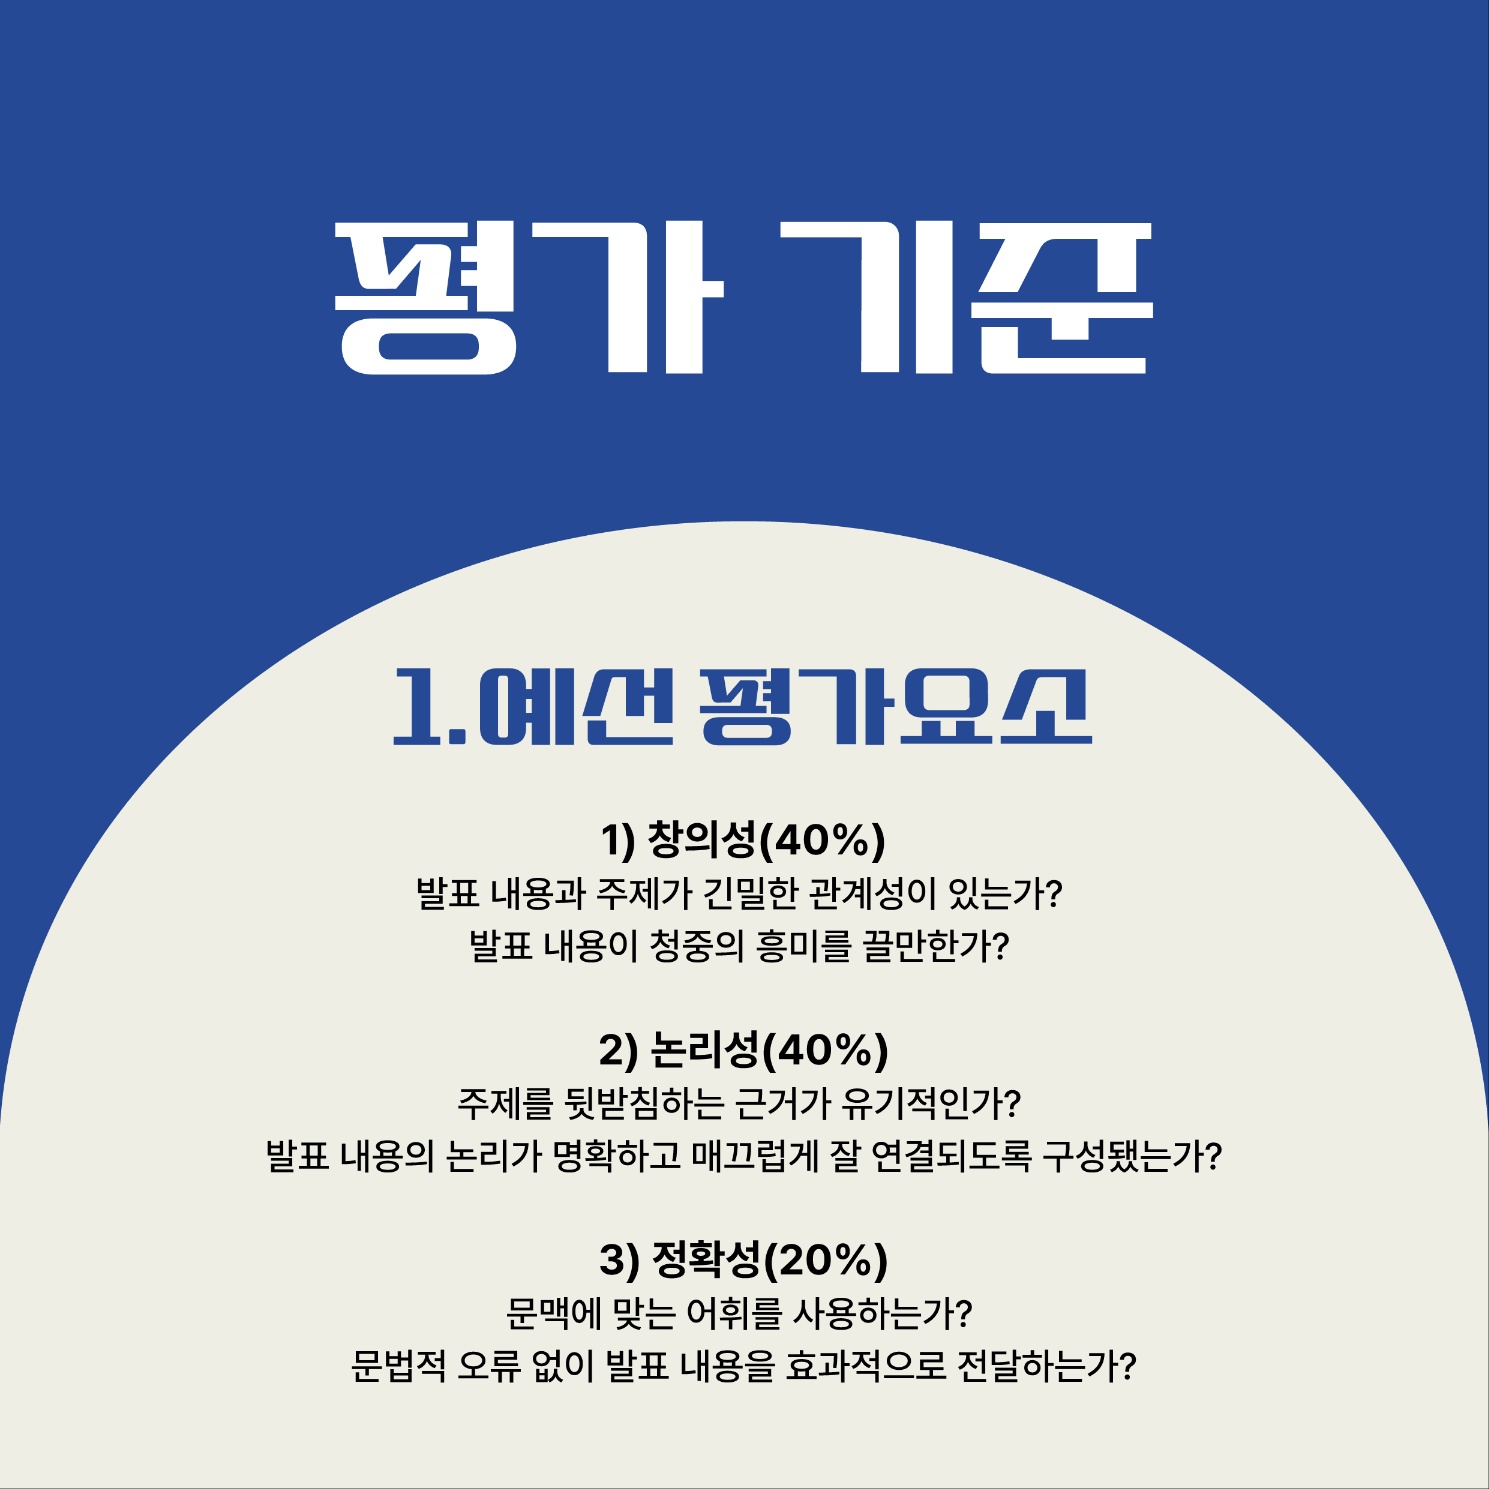 평가 기준
1.예선 평가요소
1) 창의성(40%)
발표 내용과 주제가 긴밀한 관계성이 있는가?
발표 내용이 청중의 흥미를 끌만한가?
2) 논리성(40%)
주제를 뒷받침하는 근거가 유기적인가?
발표 내용의 논리가 명확하고 매끄럽게 잘 연결되도록 구성됐는가?
3) 정확성(20%)
문맥에 맞는 어휘를 사용하는가?
문법적 오류 없이 발표 내용을 효과적으로 전달하는가?